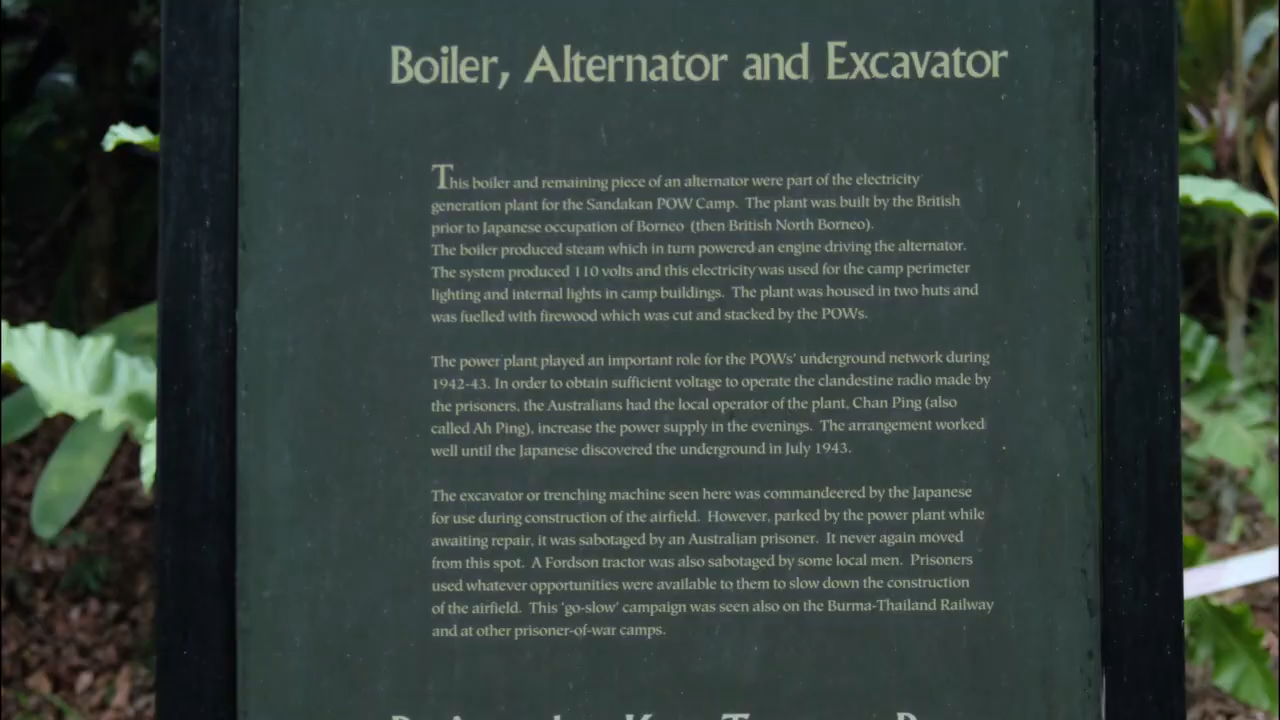 Boiler, Alternator and Excavator
This boiler and remaining piece of an alternator were part of the electricity
generation plant for the Sandakan POW Camp. The plant was built by the British
prior to Japanese occupation of Borneo (then British North Borneo).
The boiler produced steam which in turn powered an engine driving the alternator.
The system produced 110 volts and this electricity was used for the camp perimeter
lighting and internal lights in camp buildings. The plant was housed in two huts and
was fuelled with firewood which was cut and stacked by the POWs.
The power plant played an important role for the POWs' underground network during
1942-43. In order to obtain sufficient voltage to operate the clandestine radio made by
the prisoners, the Australians had the local operator of the plant, Chan Ping (also
called Ah Ping), increase the power supply in the evenings. The arrangement worked
well until the Japanese discovered the underground in July 1943.
The excavator or trenching machine seen here was commandeered by the Japanese
for use during construction of the airfield. However, parked by the power plant while
awaiting repair, it was sabotaged by an Australian prisoner. It never again moved
from this spot. A Fordson tractor was also sabotaged by some local men. Prisoners
used whatever opportunities were available to them to slow down the construction
of the airfield. This 'go-slow' campaign was seen also on the Burma-Thailand Railway
and at other prisoner-of-war camps.